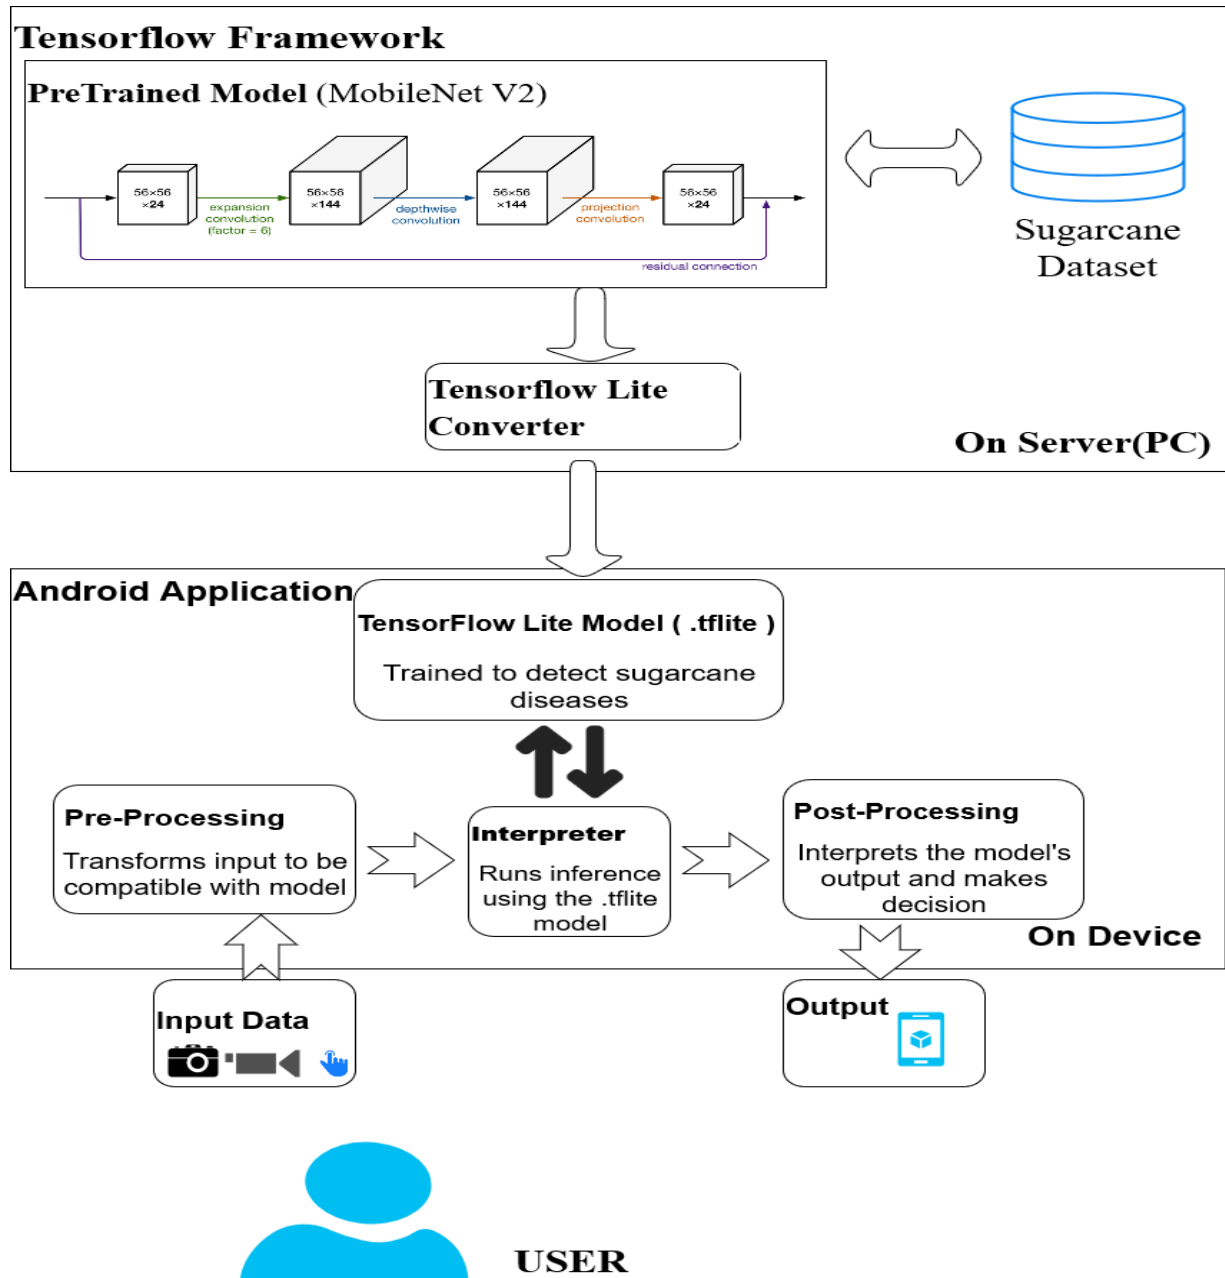 Tensorflow Framework
PreTrained Model (MobileNet V2)
56×56
×24
expansion
convolution
(factor = 6)
56×56
×144
depthwise
convolution
56×56
×144
projection
convolution
56×56
×24
residual connection
Sugarcane
Dataset
Tensorflow Lite
Converter
On Server(PC)
Android Application
TensorFlow Lite Model ( .tflite )
Trained to detect sugarcane
diseases
Pre-Processing
Transforms input to be
compatible with model
Interpreter
Runs inference
using the .tflite
model
Post-Processing
Interprets the model's
output and makes
decision
On Device
Input Data
Output
USER